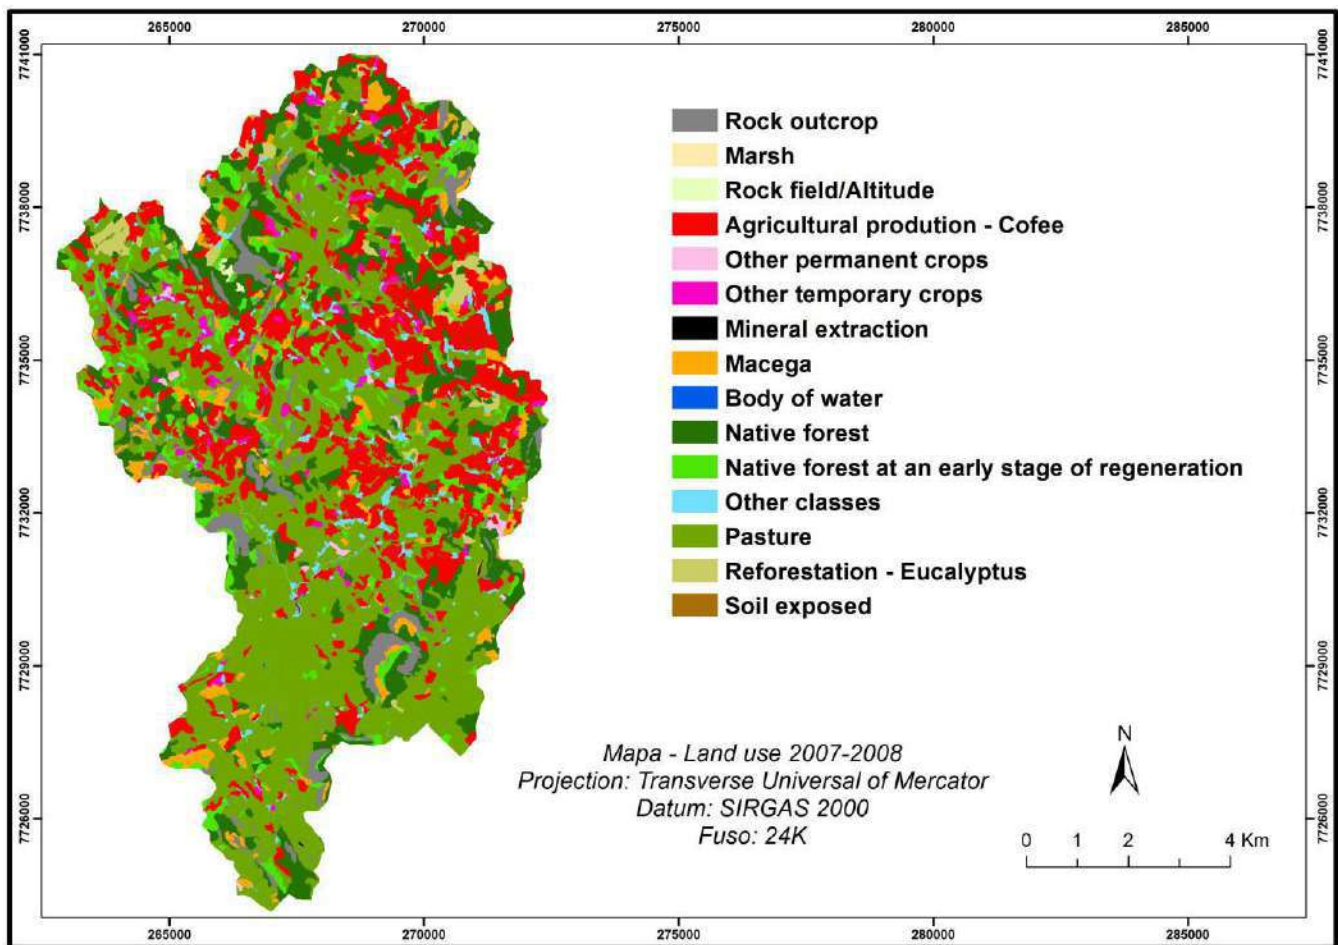 265000 270000 275000 280000 285000
7741000 7741000
7738000 7738000
7735000 7735000
7732000 7732000
7729000 7729000
7726000 7726000
Rock outcrop
Marsh
Rock field/Altitude
Agricultural prodution - Cofee
Other permanent crops
Other temporary crops
Mineral extraction
Macega
Body of water
Native forest
Native forest at an early stage of regeneration
Other classes
Pasture
Reforestation - Eucalyptus
Soil exposed
Mapa - Land use 2007-2008
Projection: Transverse Universal of Mercator
Datum: SIRGAS 2000
Fuso: 24K
N
0 1 2 4 Km
265000 270000 275000 280000 285000